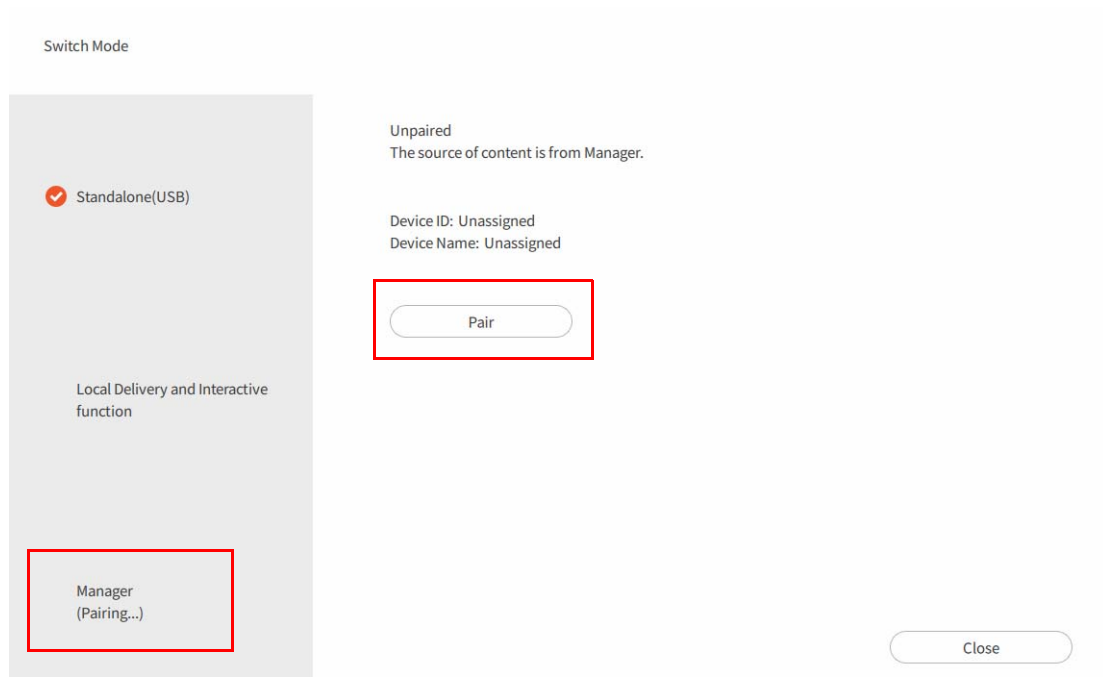 Switch Mode
Standalone(USB)
Local Delivery and Interactive
function
Manager
(Pairing...)
Unpaired
The source of content is from Manager.
Device ID: Unassigned
Device Name: Unassigned
Pair
Close